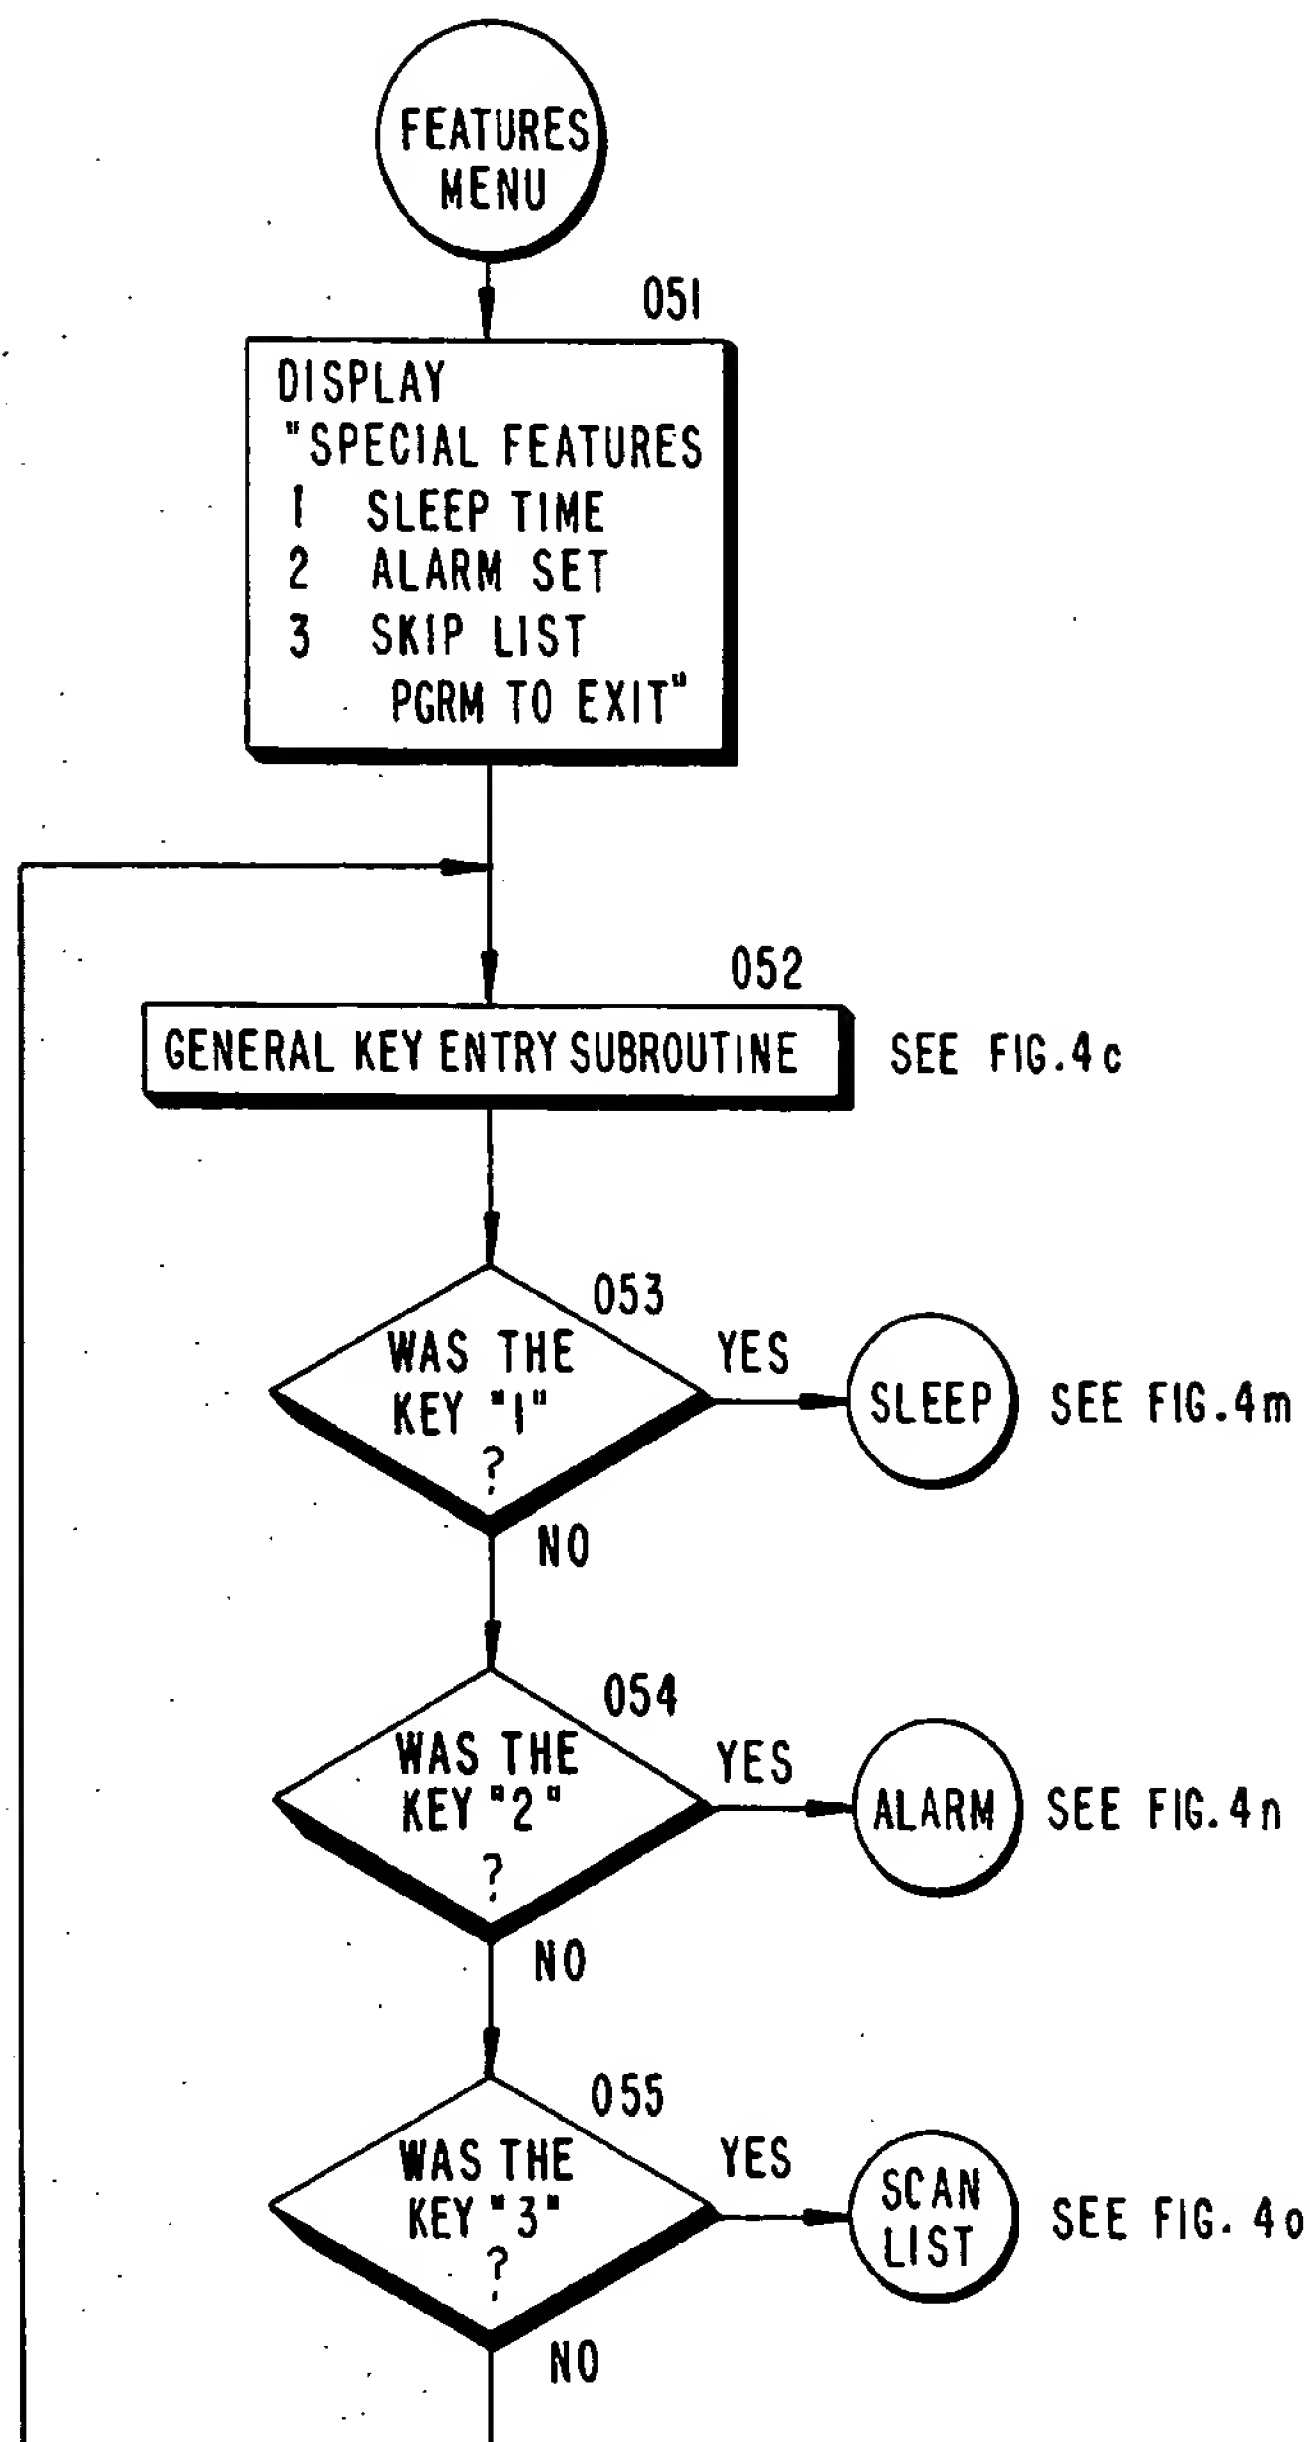 FEATURES
MENU
051
DISPLAY
"SPECIAL FEATURES
1 SLEEP TIME
2 ALARM SET
3 SKIP LIST
PGRM TO EXIT"
052
GENERAL KEY ENTRY SUBROUTINE
SEE FIG.4c
053
WAS THE
KEY "1"
?
YES
SLEEP
SEE FIG.4m
NO
054
WAS THE
KEY "2"
?
YES
ALARM
SEE FIG.4n
NO
055
WAS THE
KEY "3"
?
YES
SCAN
LIST
SEE FIG. 4o
NO